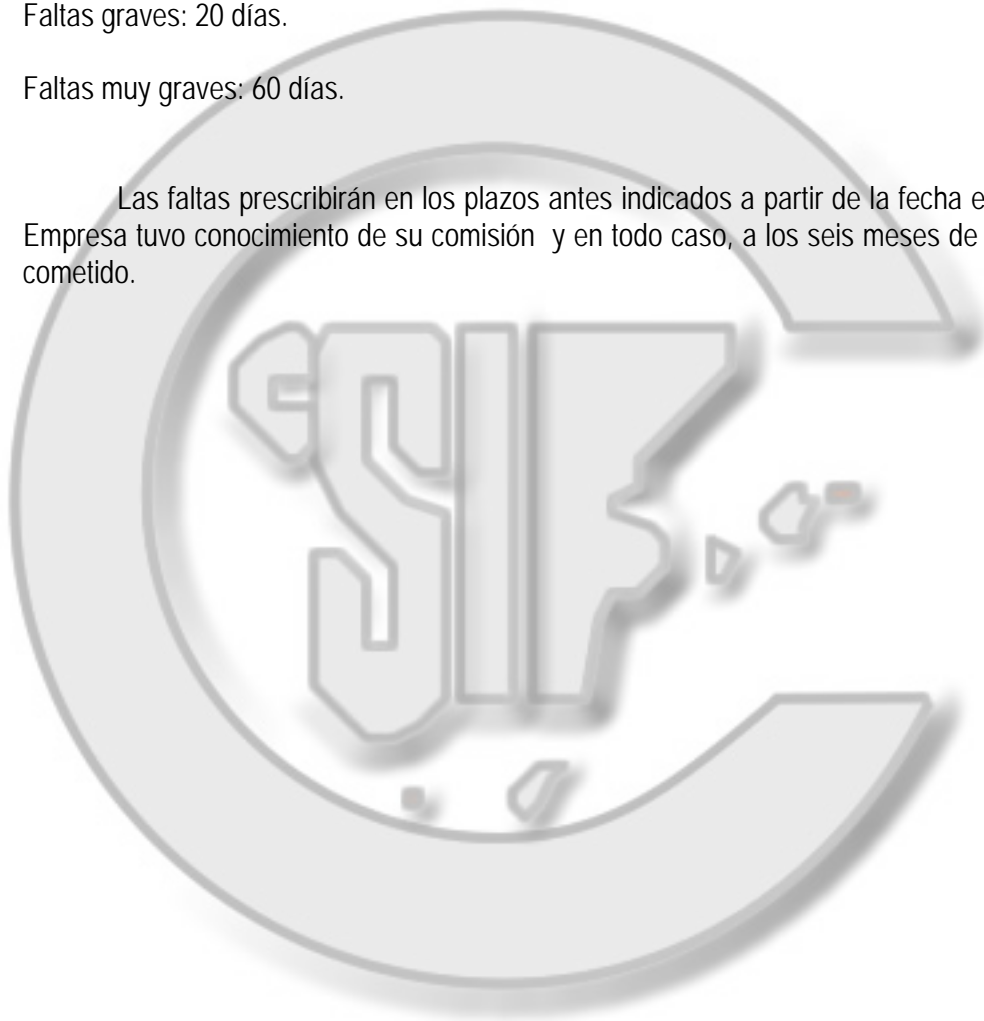 Faltas graves: 20 días.
Faltas muy graves: 60 días.
Las faltas prescribirán en los plazos antes indicados a partir de la fecha e
Empresa tuvo conocimiento de su comisión y en todo caso, a los seis meses de
cometido.
CSIF